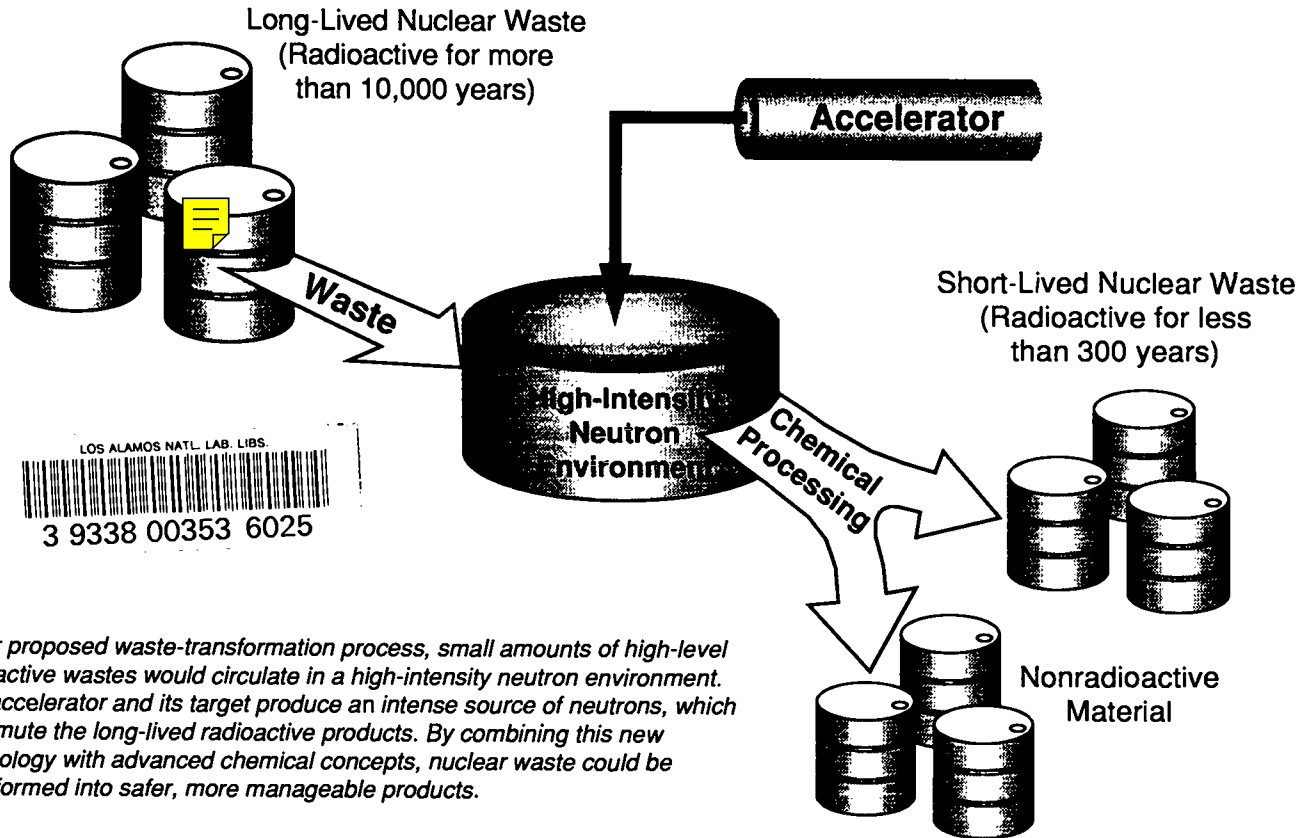 Long-Lived Nuclear Waste
(Radioactive for more
than 10,000 years)
Accelerator
Waste
High-Intensity
Neutron
Environment
Short-Lived Nuclear Waste
(Radioactive for less
than 300 years)
Chemical
Processing
LOS ALAMOS NATL. LAB. LIBS.
3 9338 00353 6025
Nonradioactive
Material
r proposed waste-transformation process, small amounts of high-level
active wastes would circulate in a high-intensity neutron environment.
accelerator and its target produce an intense source of neutrons, which
mute the long-lived radioactive products. By combining this new
ology with advanced chemical concepts, nuclear waste could be
formed into safer, more manageable products.